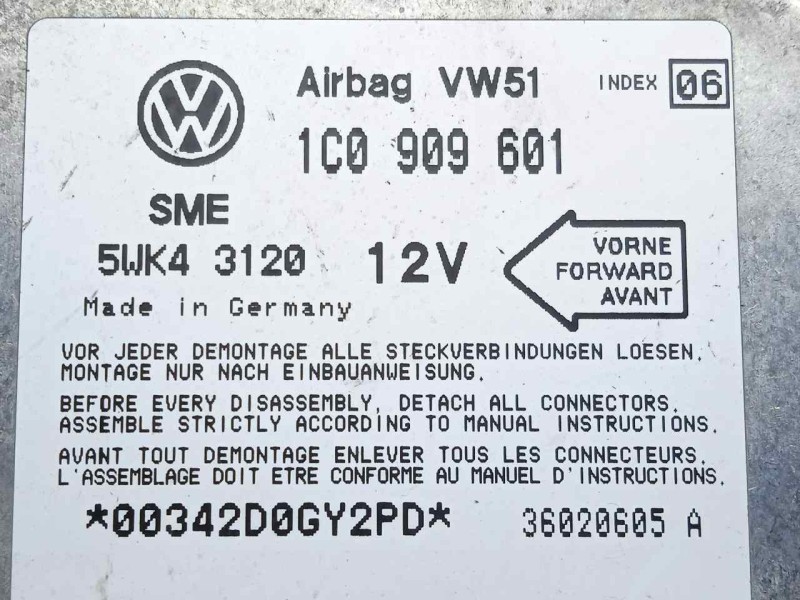 Airbag VW51 INDEX 06
1C0 909 601
SME
5WK4 3120 12V
VORNE
FORWARD
AVANT
Made in Germany
VOR JEDER DEMONTAGE ALLE STECKVERBINDUNGEN LOESEN.
MONTAGE NUR NACH EINBAUANWEISUNG.
BEFORE EVERY DISASSEMBLY, DETACH ALL CONNECTORS.
ASSEMBLE STRICTLY ACCORDING TO MANUAL INSTRUCTIONS.
AVANT TOUT DEMONTAGE ENLEVER TOUS LES CONNECTEURS.
L'ASSEMBLAGE DOIT ETRE CONFORME AU MANUEL D'INSTRUCTIONS.
*00342D0GY2PD* 36020605 A